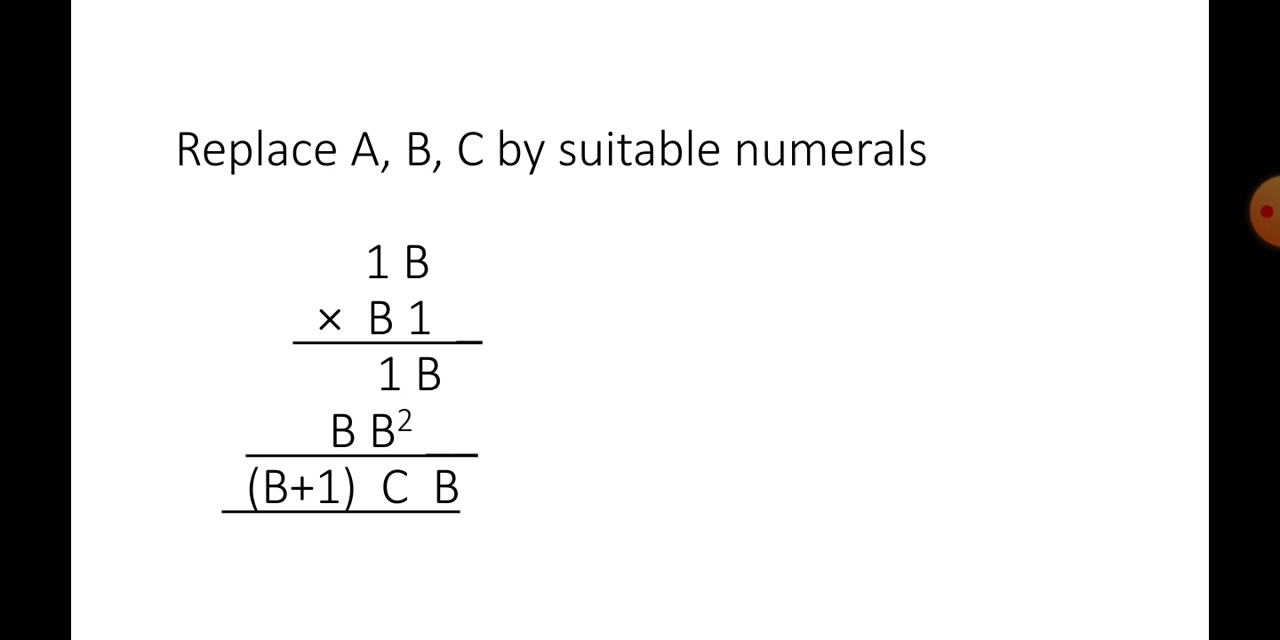 Replace A, B, C by suitable numerals
1 B
× B 1
1 B
B B²
(B+1) C B